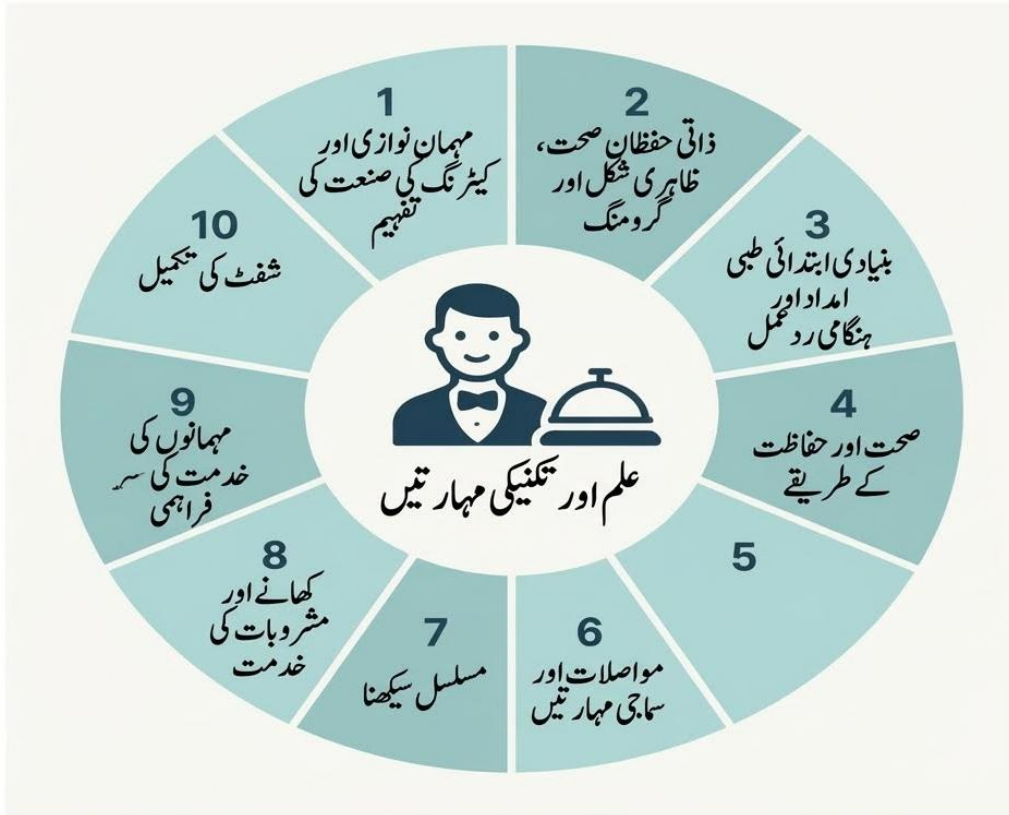 1
مہمان نوازی اور
کیٹرنگ کی صنعت کی
تفہیم
2
ذاتی حفظانِ صحت،
ظاہری شکل اور
گرومنگ
3
بنیادی ابتدائی طبی
امداد اور
ہنگامی ردعمل
4
صحت اور حفاظت
کے طریقے
5
6
مواصلات اور
سماجی مہارتیں
7
مسلسل سیکھنا
8
کھانے اور
مشروبات کی
خدمت
9
مہمانوں کی
خدمت کی
فراہمی
10
شفٹ کی تکمیل
علم اور تکنیکی مہارتیں